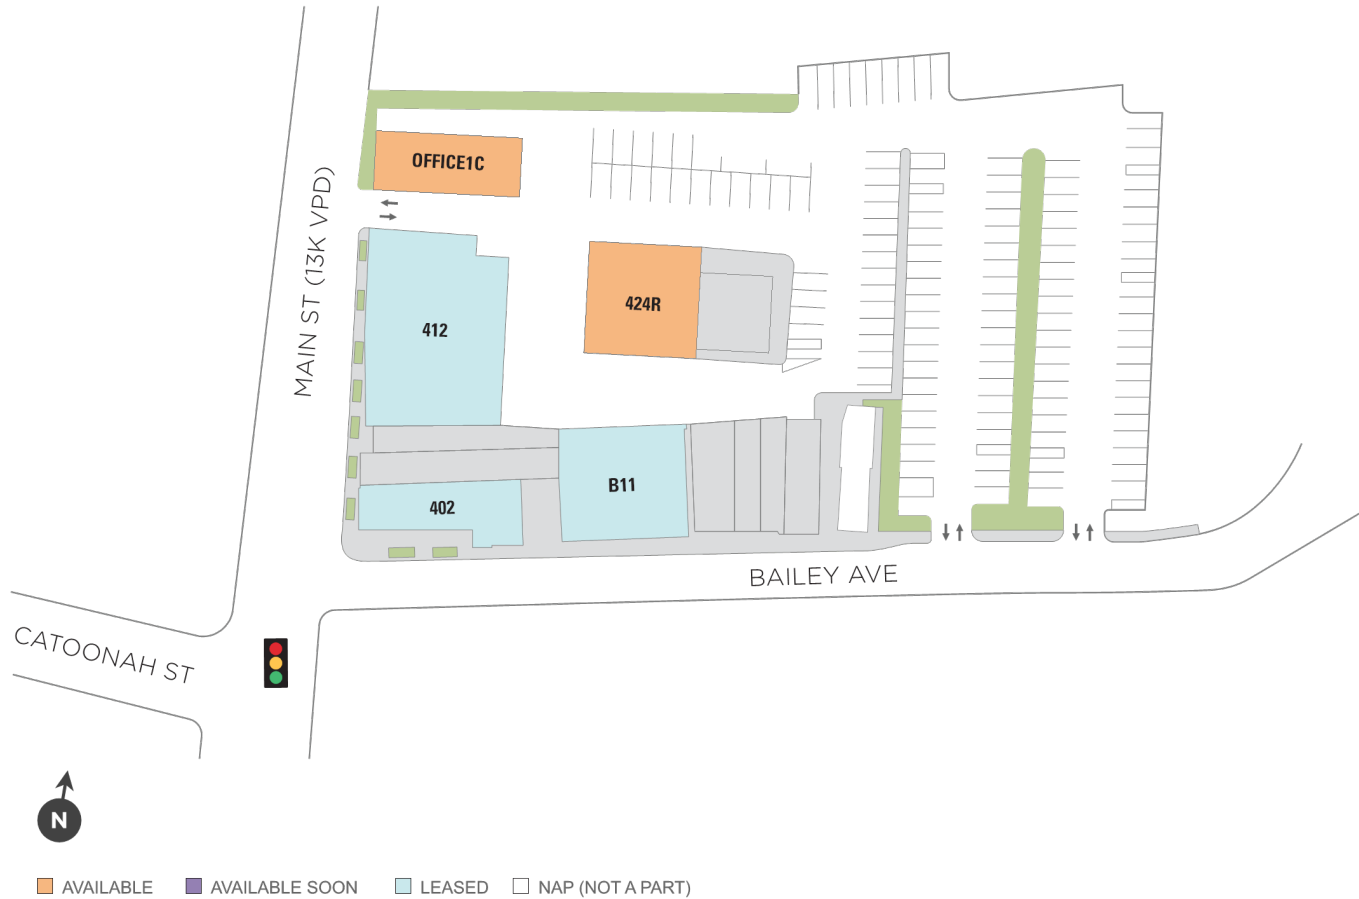 OFFICE1C
MAIN ST (13K VPD)
424R
412
B11
402
BAILEY AVE
CATOONAH ST
N
AVAILABLE
AVAILABLE SOON
LEASED
NAP (NOT A PART)